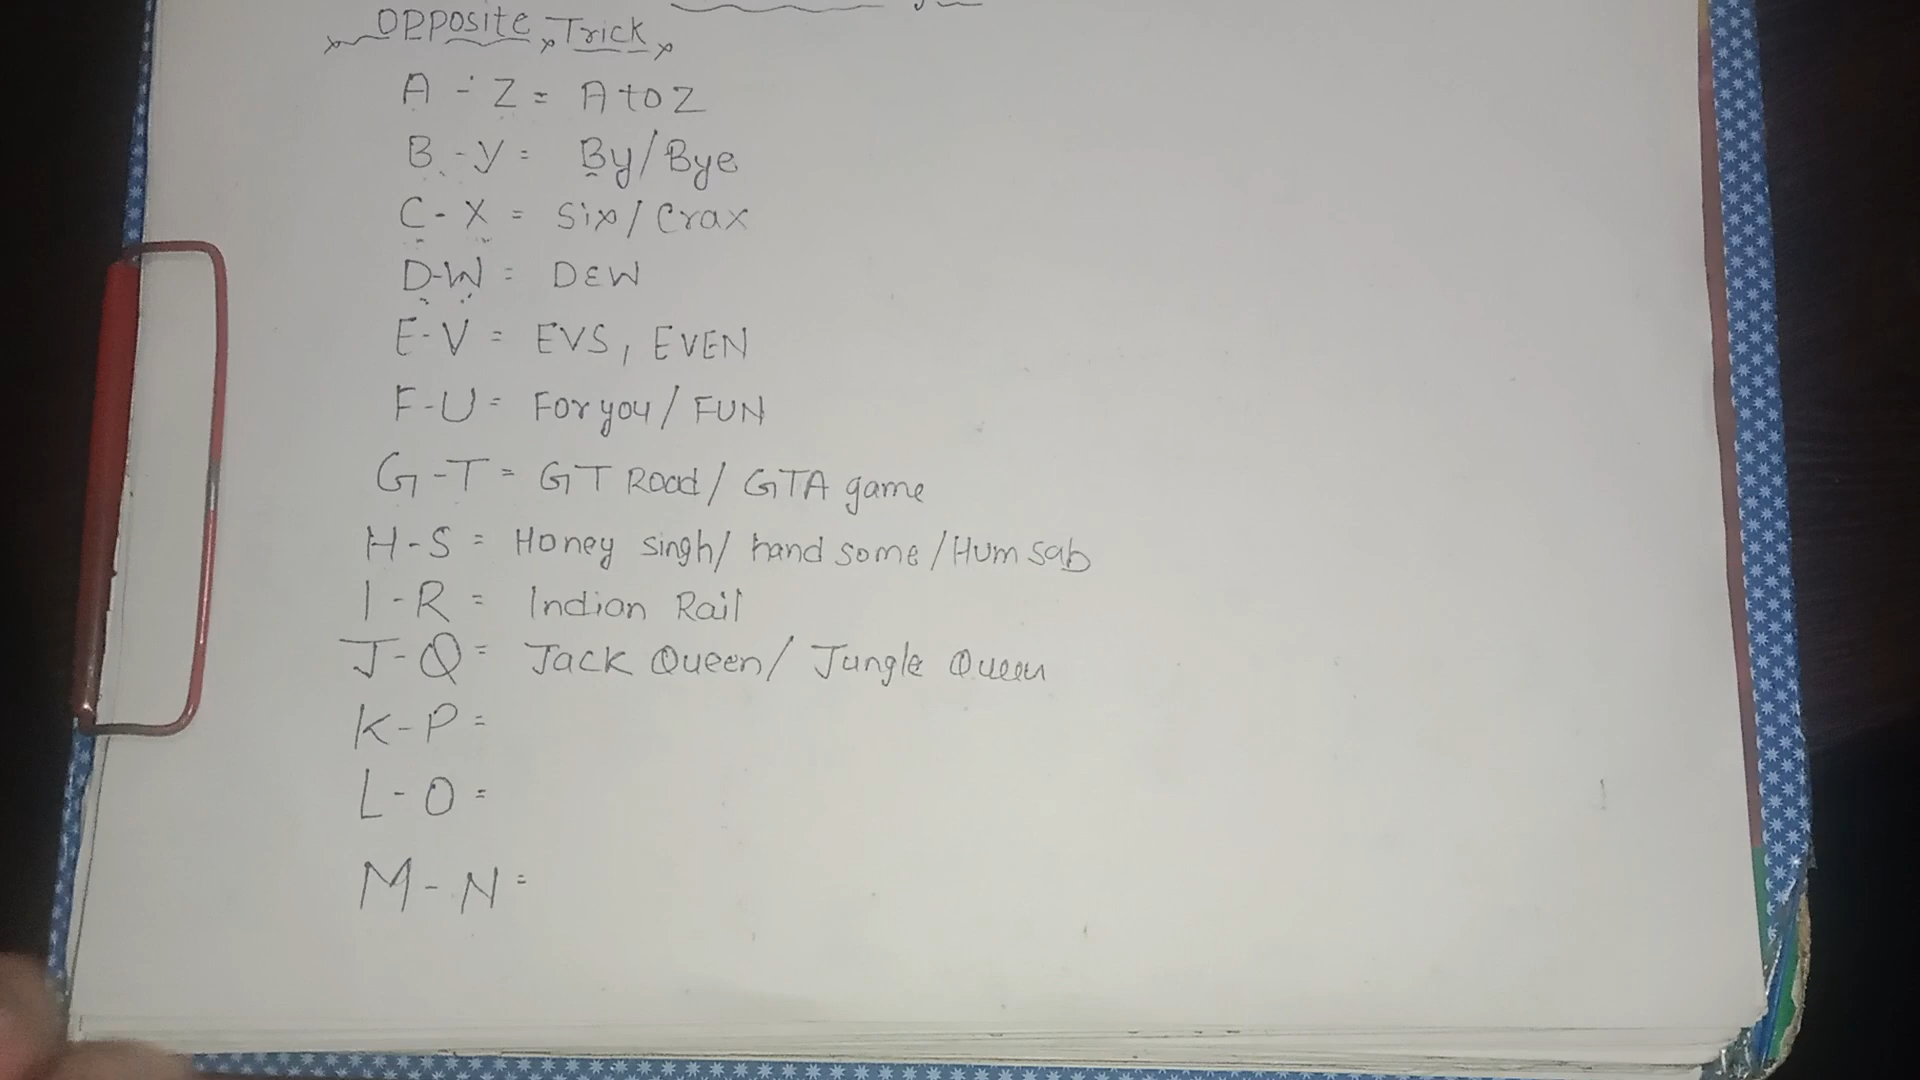 Opposite Trick
A - Z = A to Z
B - Y = By/Bye
C - X = Six/Crax
D-W = DEW
E-V = EVS, EVEN
F-U = For you/FUN
G-T = GT Road/GTA game
H-S = Honey singh/hand some/Hum sab
I-R = Indian Rail
J-Q = Jack Queen/Jungle Queen
K-P =
L-O =
M-N =